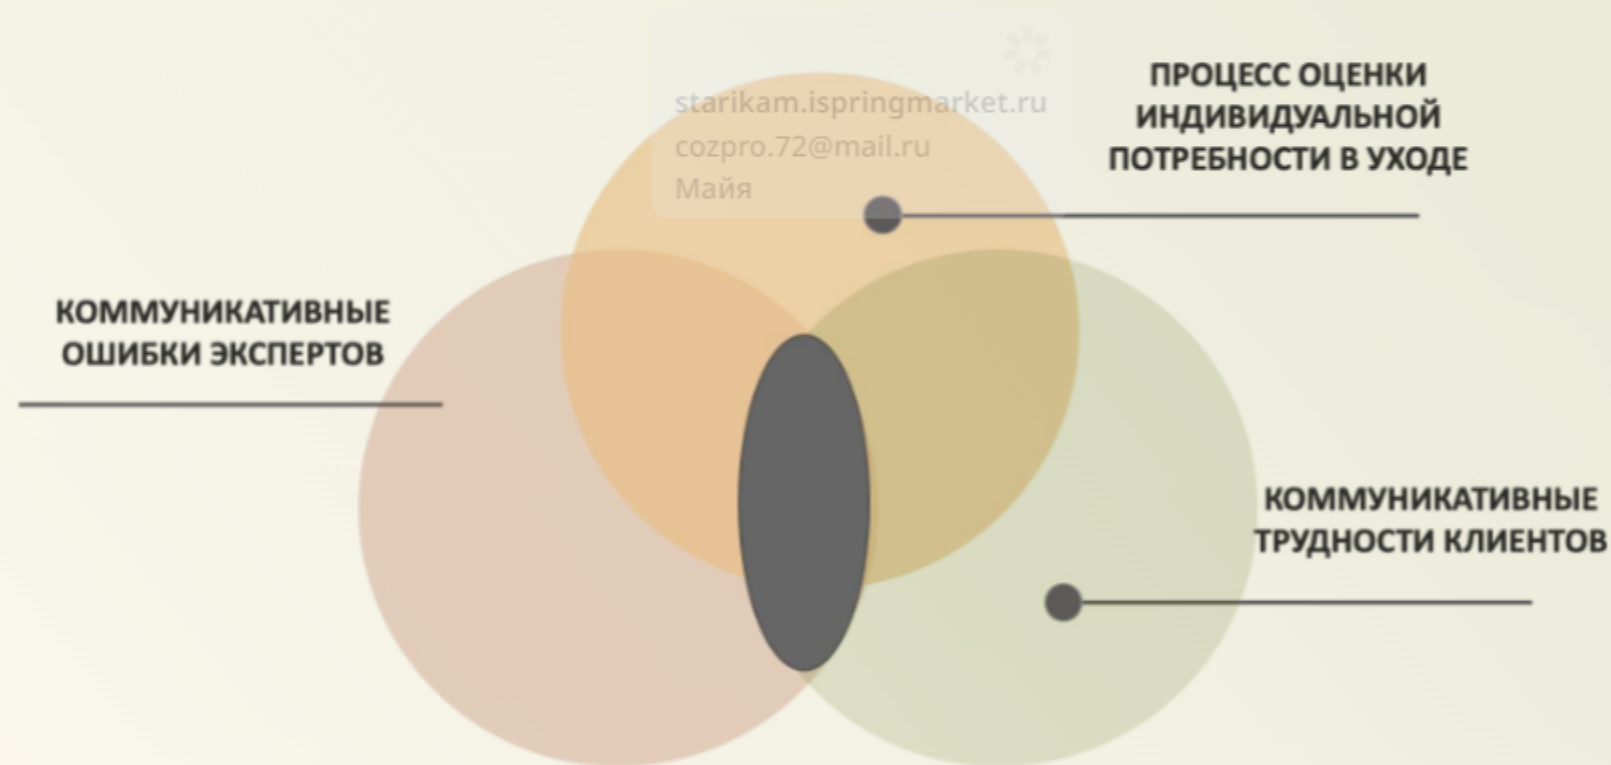 starikam.ispringmarket.ru
cozpro.72@mail.ru
Майя
ПРОЦЕСС ОЦЕНКИ
ИНДИВИДУАЛЬНОЙ
ПОТРЕБНОСТИ В УХОДЕ
КОММУНИКАТИВНЫЕ
ОШИБКИ ЭКСПЕРТОВ
КОММУНИКАТИВНЫЕ
ТРУДНОСТИ КЛИЕНТОВ